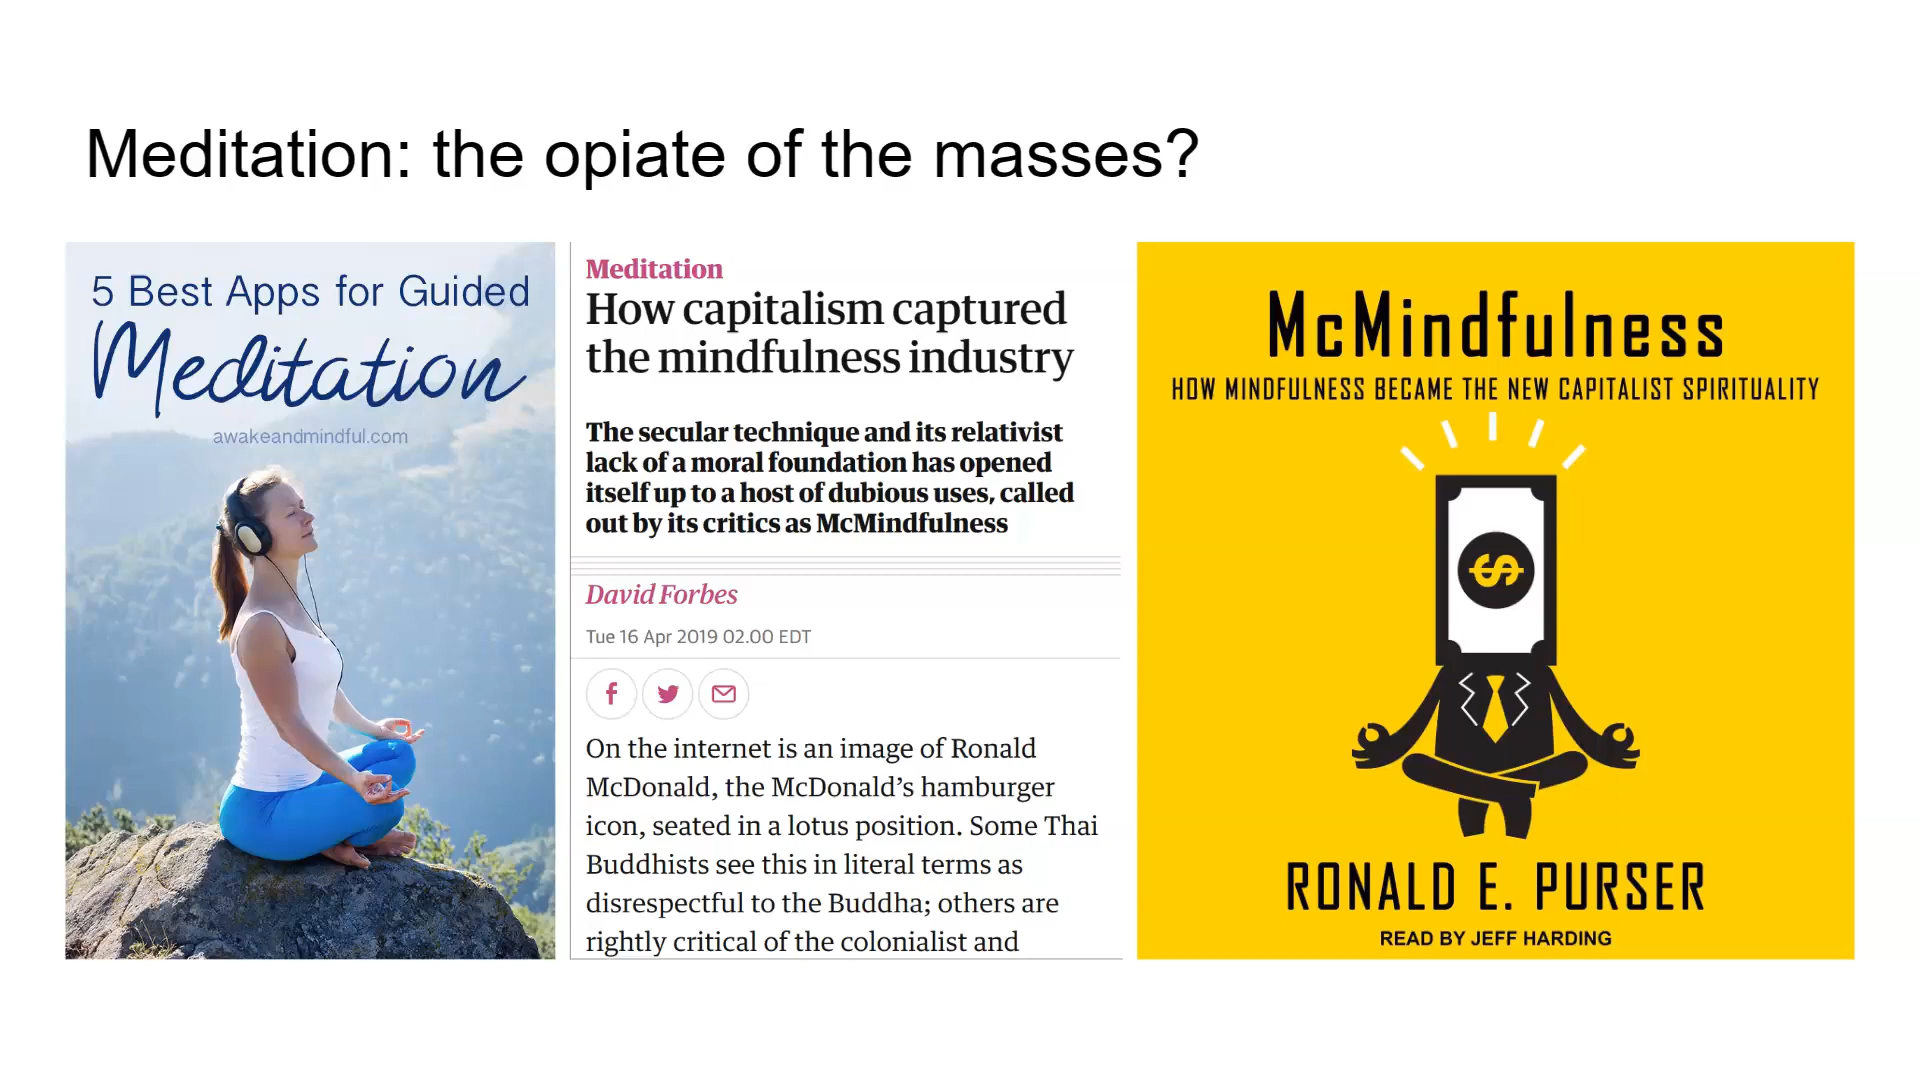 Meditation: the opiate of the masses?
5 Best Apps for Guided
Meditation
awakeandmindful.com
Meditation
How capitalism captured
the mindfulness industry
The secular technique and its relativist
lack of a moral foundation has opened
itself up to a host of dubious uses, called
out by its critics as McMindfulness
David Forbes
Tue 16 Apr 2019 02.00 EDT
On the internet is an image of Ronald
McDonald, the McDonald’s hamburger
icon, seated in a lotus position. Some Thai
Buddhists see this in literal terms as
disrespectful to the Buddha; others are
rightly critical of the colonialist and
McMindfulness
HOW MINDFULNESS BECAME THE NEW CAPITALIST SPIRITUALITY
$
RONALD E. PURSER
READ BY JEFF HARDING